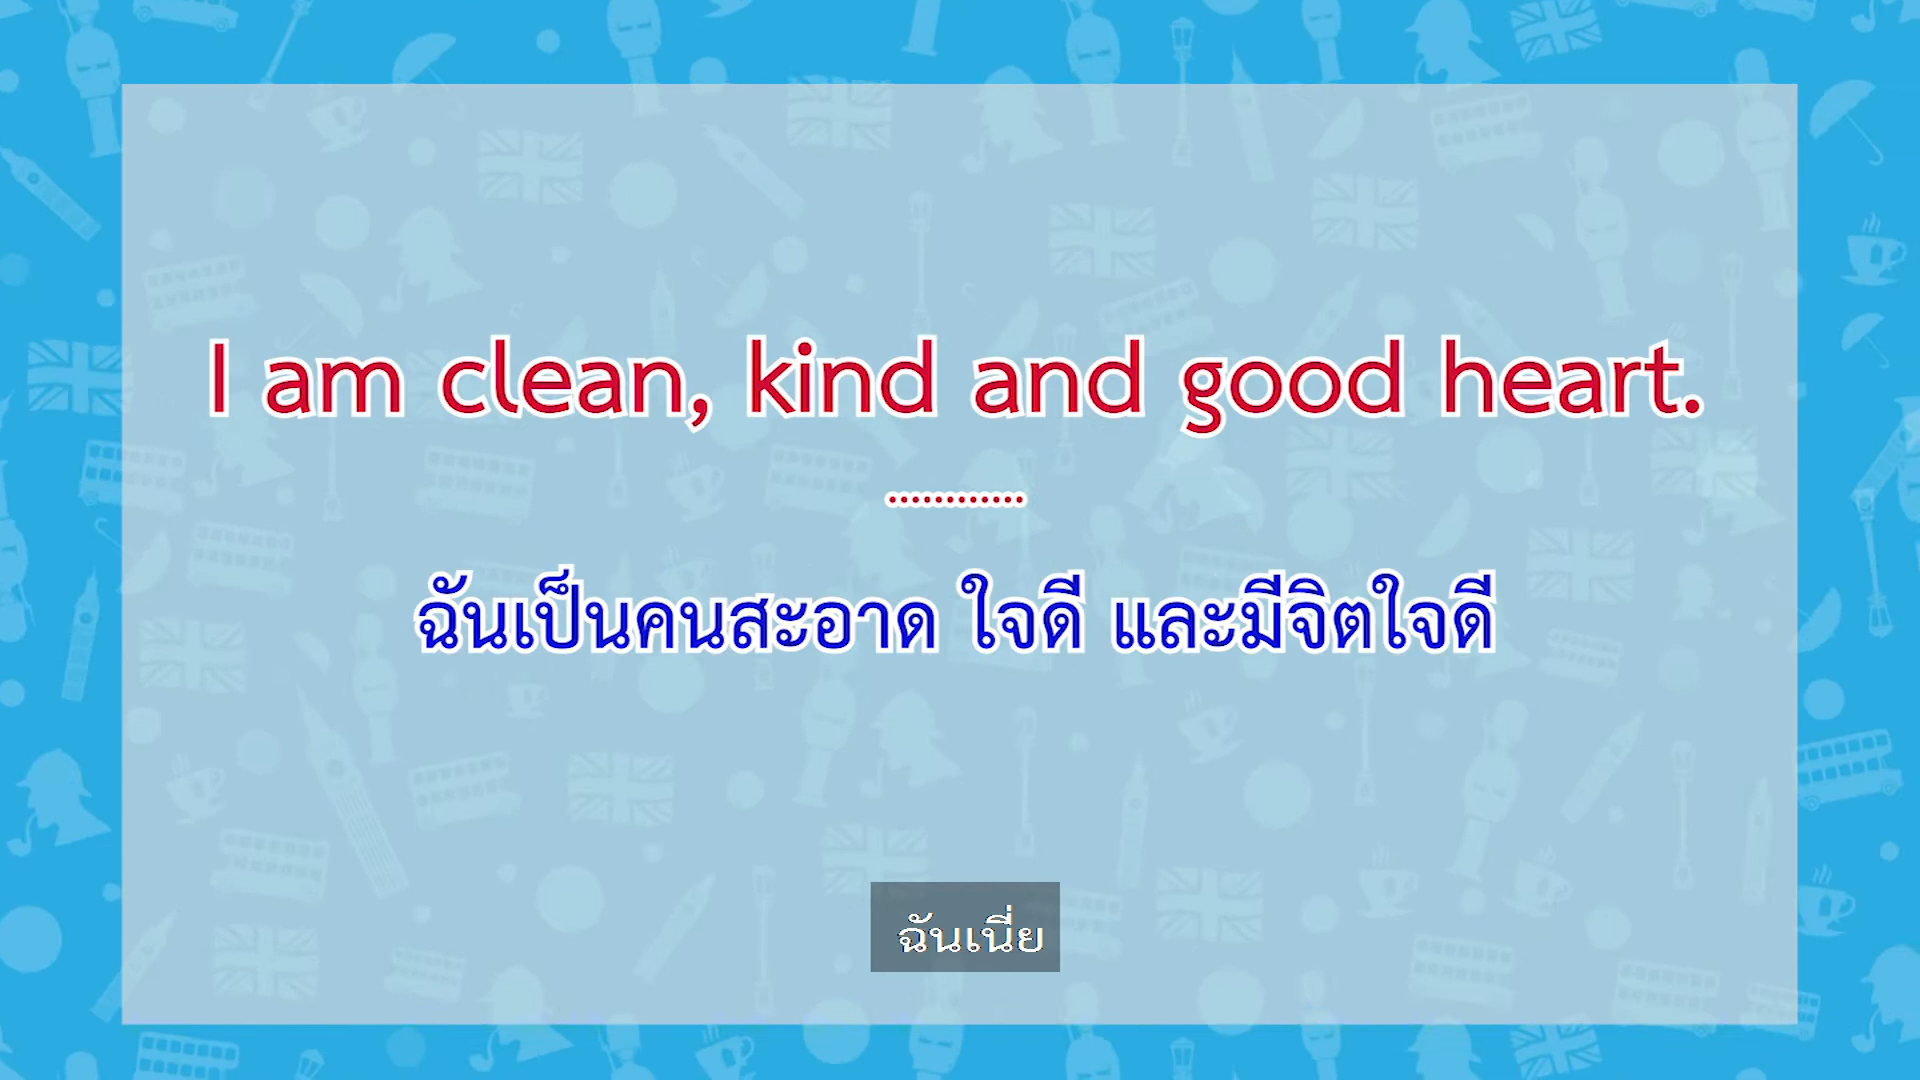 I am clean, kind and good heart.
.............
ฉันเป็นคนสะอาด ใจดี และมีจิตใจดี
ฉันเนี่ย